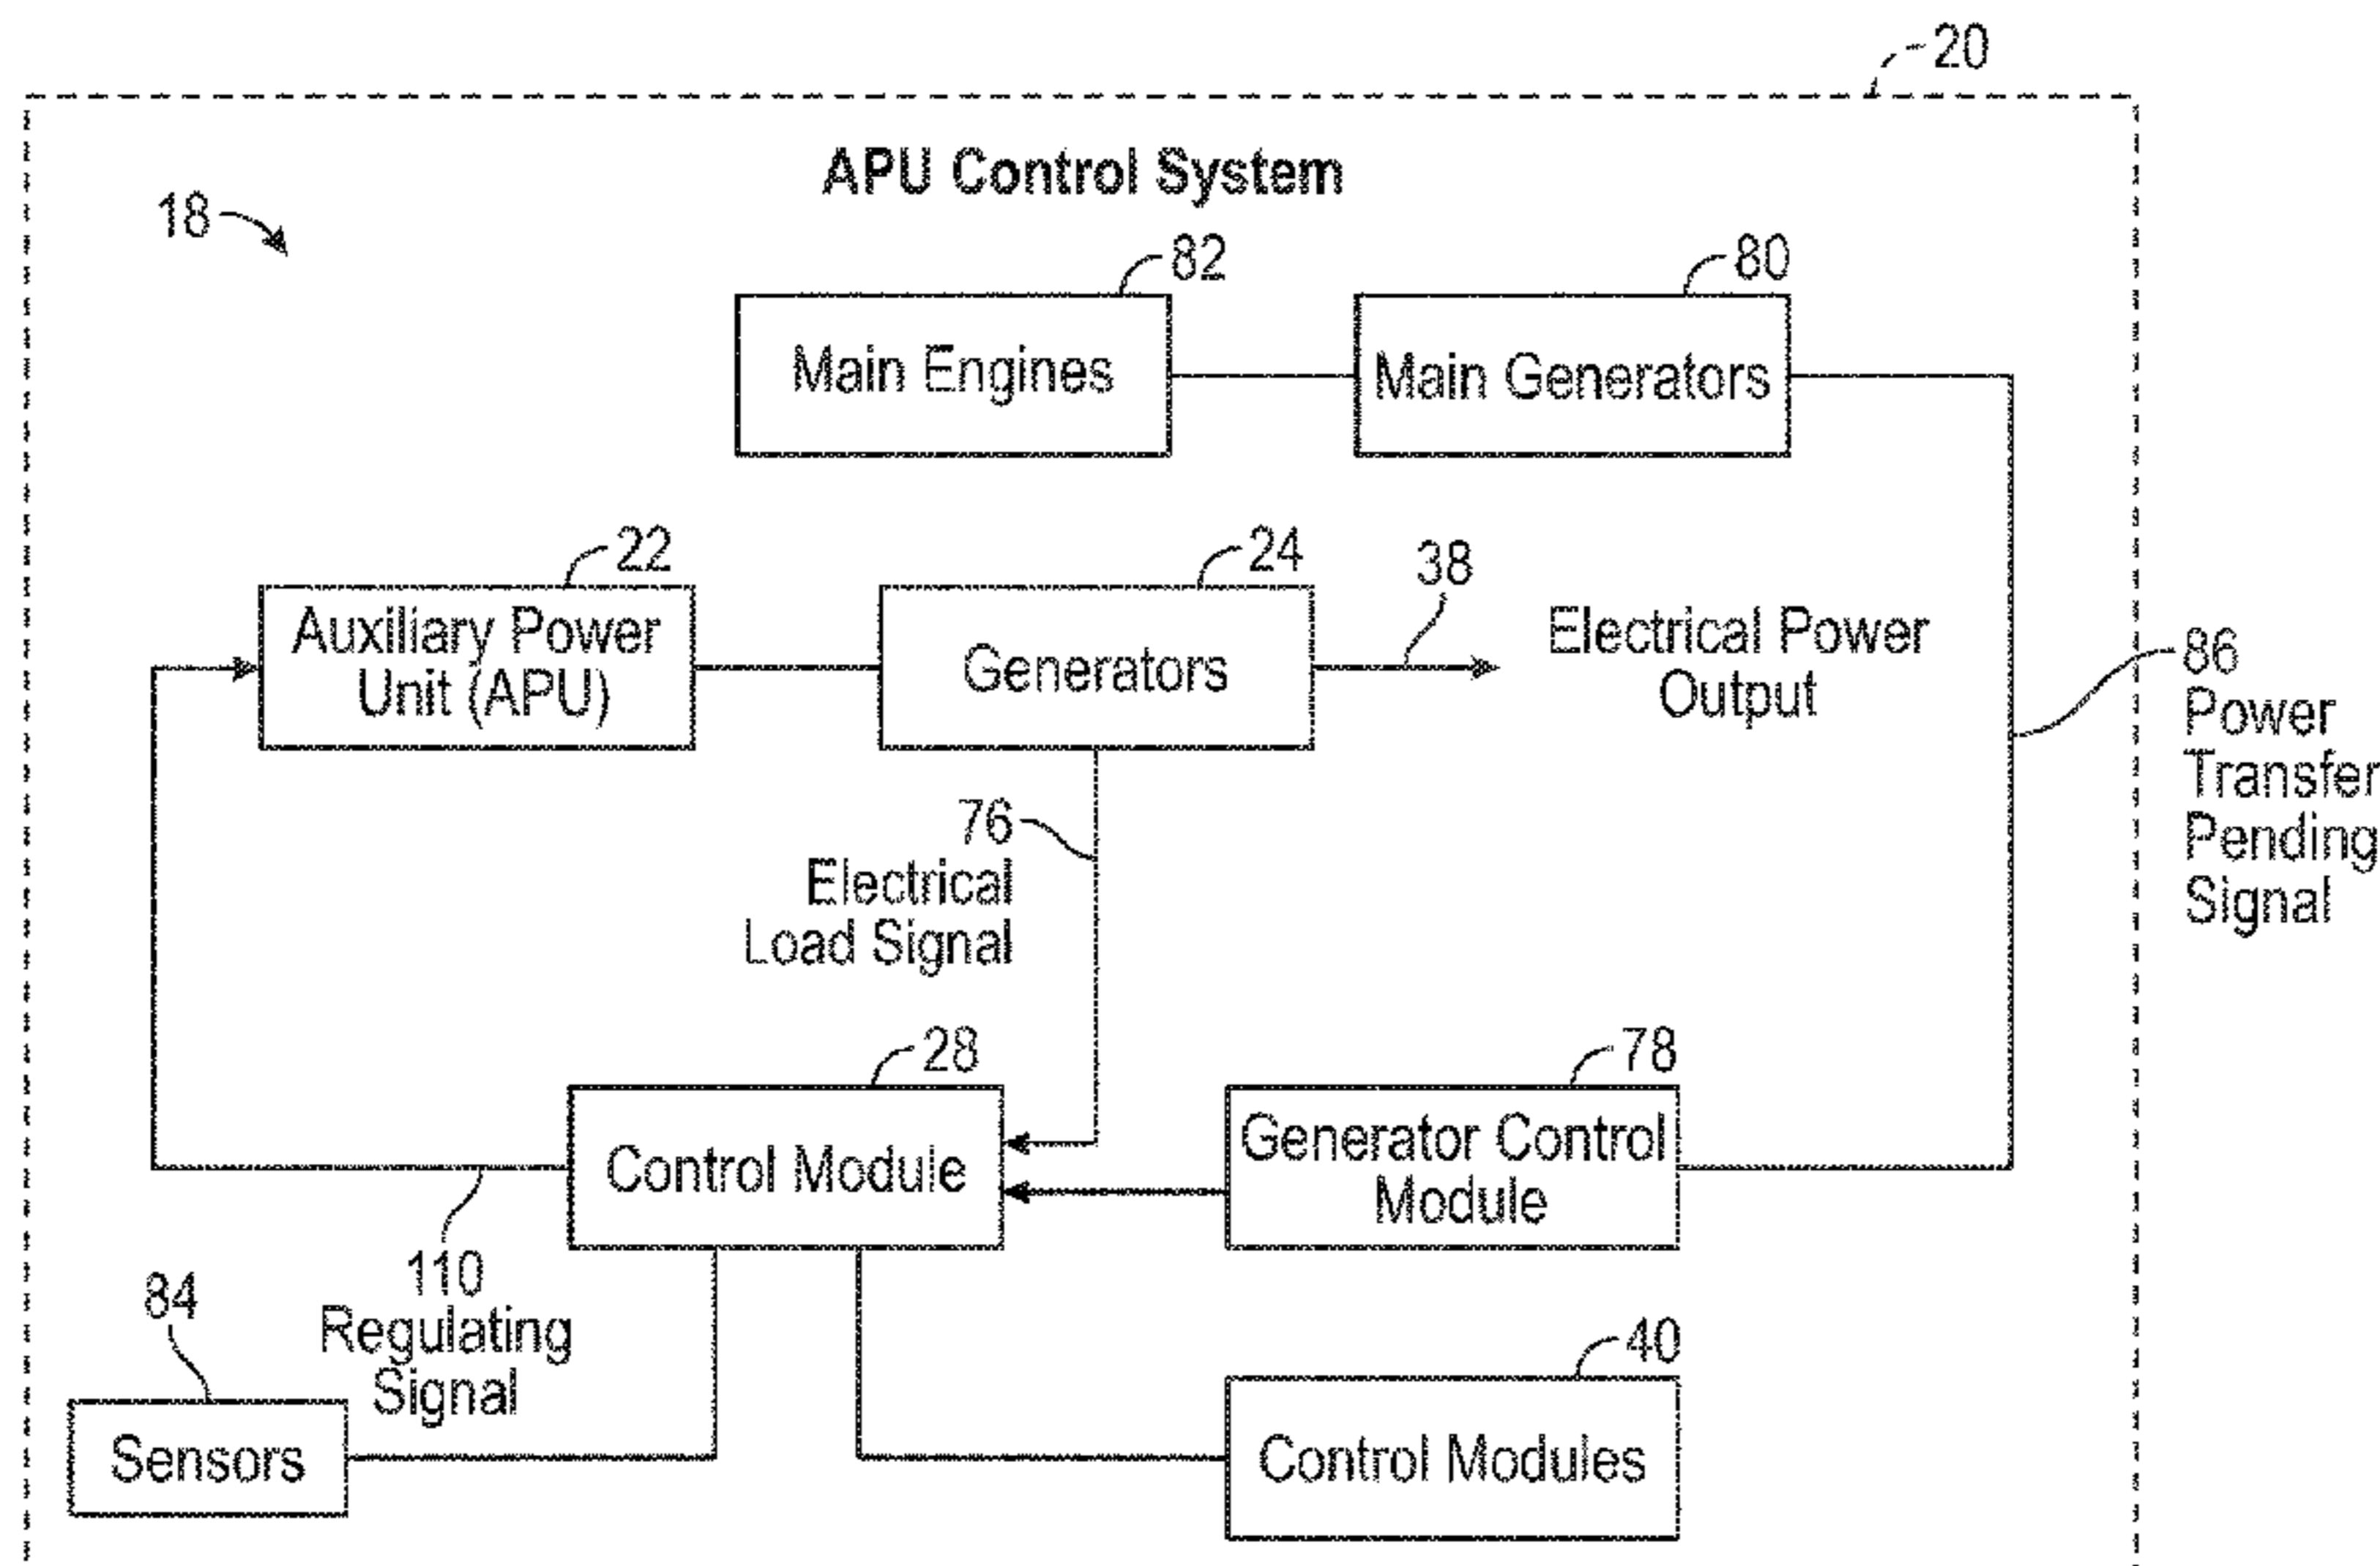 20
APU Control System
18
82
80
Main Engines
Main Generators
22
24
38
Auxiliary Power
Unit (APU)
Generators
Electrical Power
Output
86
Power
Transfer
Pending
Signal
76
Electrical
Load Signal
28
78
Control Module
Generator Control
Module
110
Regulating
Signal
84
Sensors
40
Control Modules